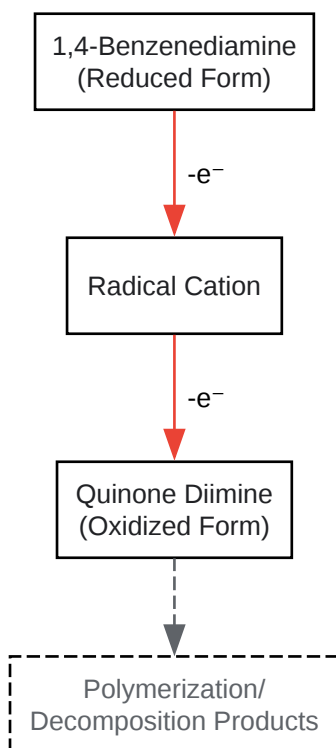 1,4-Benzenediamine
(Reduced Form)
-e⁻
Radical Cation
-e⁻
Quinone Diimine
(Oxidized Form)
Polymerization/
Decomposition Products